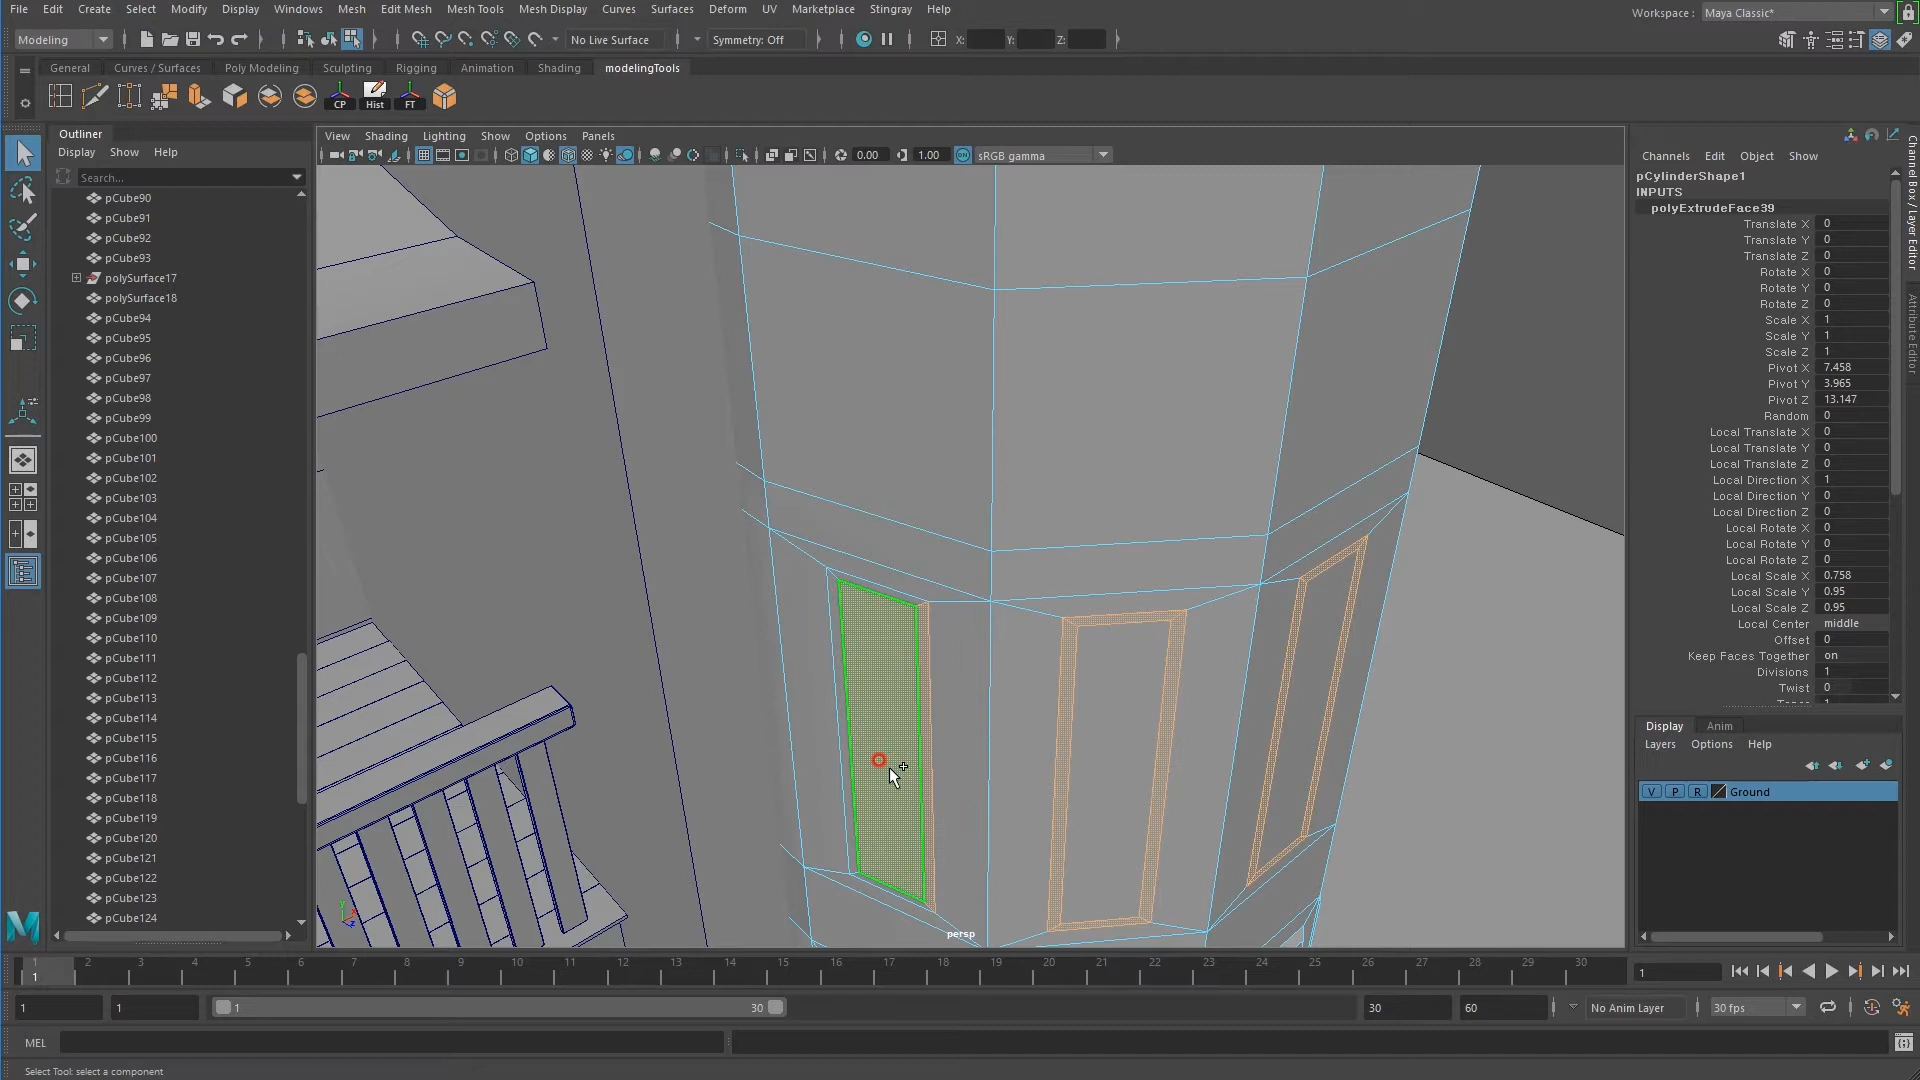 File Edit Create Select Modify Display Windows Mesh Edit Mesh Mesh Tools Mesh Display Curves Surfaces Deform UV Marketplace Stingray Help
Workspace : Maya Classic*
Modeling No Live Surface Symmetry: Off X: Y: Z:
General Curves / Surfaces Poly Modeling Sculpting Rigging Animation Shading modelingTools
CP Hist FT
Outliner
Display Show Help
Search...
pCube90
pCube91
pCube92
pCube93
polySurface17
polySurface18
pCube94
pCube95
pCube96
pCube97
pCube98
pCube99
pCube100
pCube101
pCube102
pCube103
pCube104
pCube105
pCube106
pCube107
pCube108
pCube109
pCube110
pCube111
pCube112
pCube113
pCube114
pCube115
pCube116
pCube117
pCube118
pCube119
pCube120
pCube121
pCube122
pCube123
pCube124
View Shading Lighting Show Options Panels
0.00 1.00 ON sRGB gamma
persp
Channels Edit Object Show
pCylinderShape1
INPUTS
polyExtrudeFace39
Translate X 0
Translate Y 0
Translate Z 0
Rotate X 0
Rotate Y 0
Rotate Z 0
Scale X 1
Scale Y 1
Scale Z 1
Pivot X 7.458
Pivot Y 3.965
Pivot Z 13.147
Random 0
Local Translate X 0
Local Translate Y 0
Local Translate Z 0
Local Direction X 1
Local Direction Y 0
Local Direction Z 0
Local Rotate X 0
Local Rotate Y 0
Local Rotate Z 0
Local Scale X 0.758
Local Scale Y 0.95
Local Scale Z 0.95
Local Center middle
Offset 0
Keep Faces Together on
Divisions 1
Twist 0
Channel Box / Layer Editor
Attribute Editor
Display Anim
Layers Options Help
V P R Ground
1 2 3 4 5 6 7 8 9 10 11 12 13 14 15 16 17 18 19 20 21 22 23 24 25 26 27 28 29 30
1 1
1 1 1 30 30 60 No Anim Layer 30 fps
MEL
Select Tool: select a component